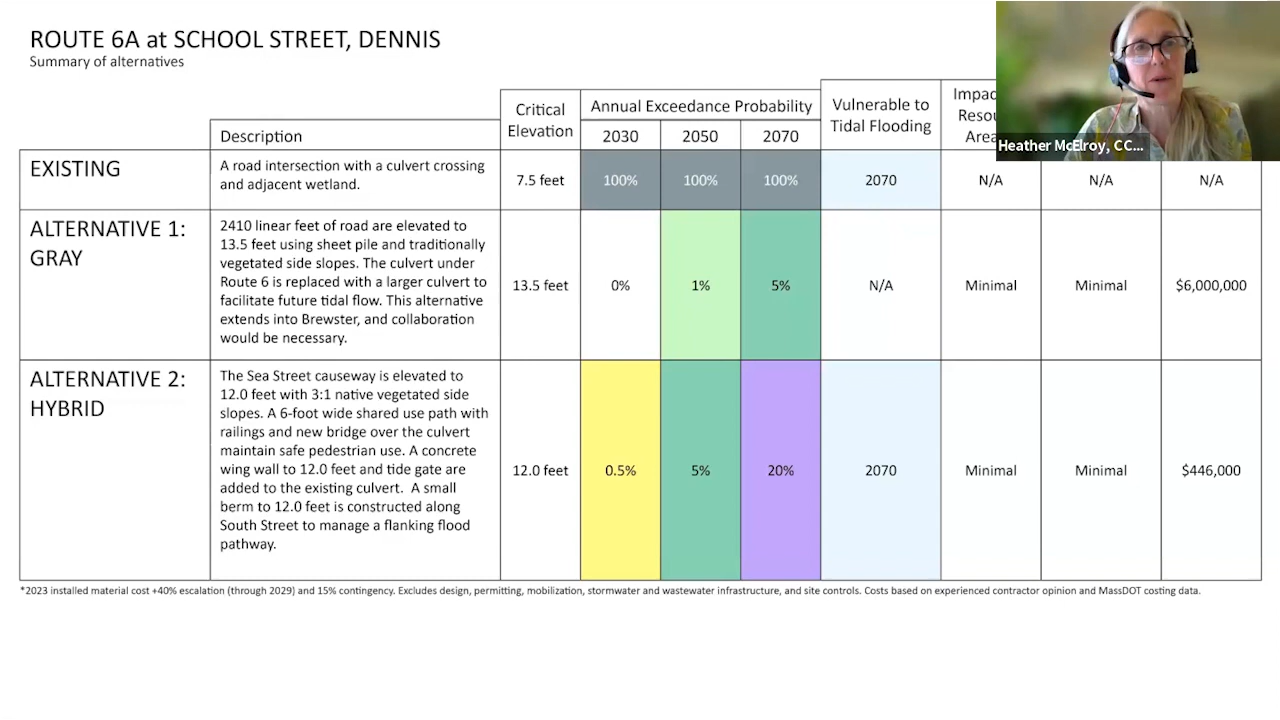 ROUTE 6A at SCHOOL STREET, DENNIS
Summary of alternatives
Description
Critical
Elevation
Annual Exceedance Probability
2030 2050 2070
Vulnerable to
Tidal Flooding
Heather McElroy, CC...
EXISTING
A road intersection with a culvert crossing
and adjacent wetland.
7.5 feet 100% 100% 100% 2070 N/A N/A N/A
ALTERNATIVE 1:
GRAY
2410 linear feet of road are elevated to
13.5 feet using sheet pile and traditionally
vegetated side slopes. The culvert under
Route 6 is replaced with a larger culvert to
facilitate future tidal flow. This alternative
extends into Brewster, and collaboration
would be necessary.
13.5 feet 0% 1% 5% N/A Minimal Minimal $6,000,000
ALTERNATIVE 2:
HYBRID
The Sea Street causeway is elevated to
12.0 feet with 3:1 native vegetated side
slopes. A 6-foot wide shared use path with
railings and new bridge over the culvert
maintain safe pedestrian use. A concrete
wing wall to 12.0 feet and tide gate are
added to the existing culvert. A small
berm to 12.0 feet is constructed along
South Street to manage a flanking flood
pathway.
12.0 feet 0.5% 5% 20% 2070 Minimal Minimal $446,000
*2023 installed material cost +40% escalation (through 2029) and 15% contingency. Excludes design, permitting, mobilization, stormwater and wastewater infrastructure, and site controls. Costs based on experienced contractor opinion and MassDOT costing data.